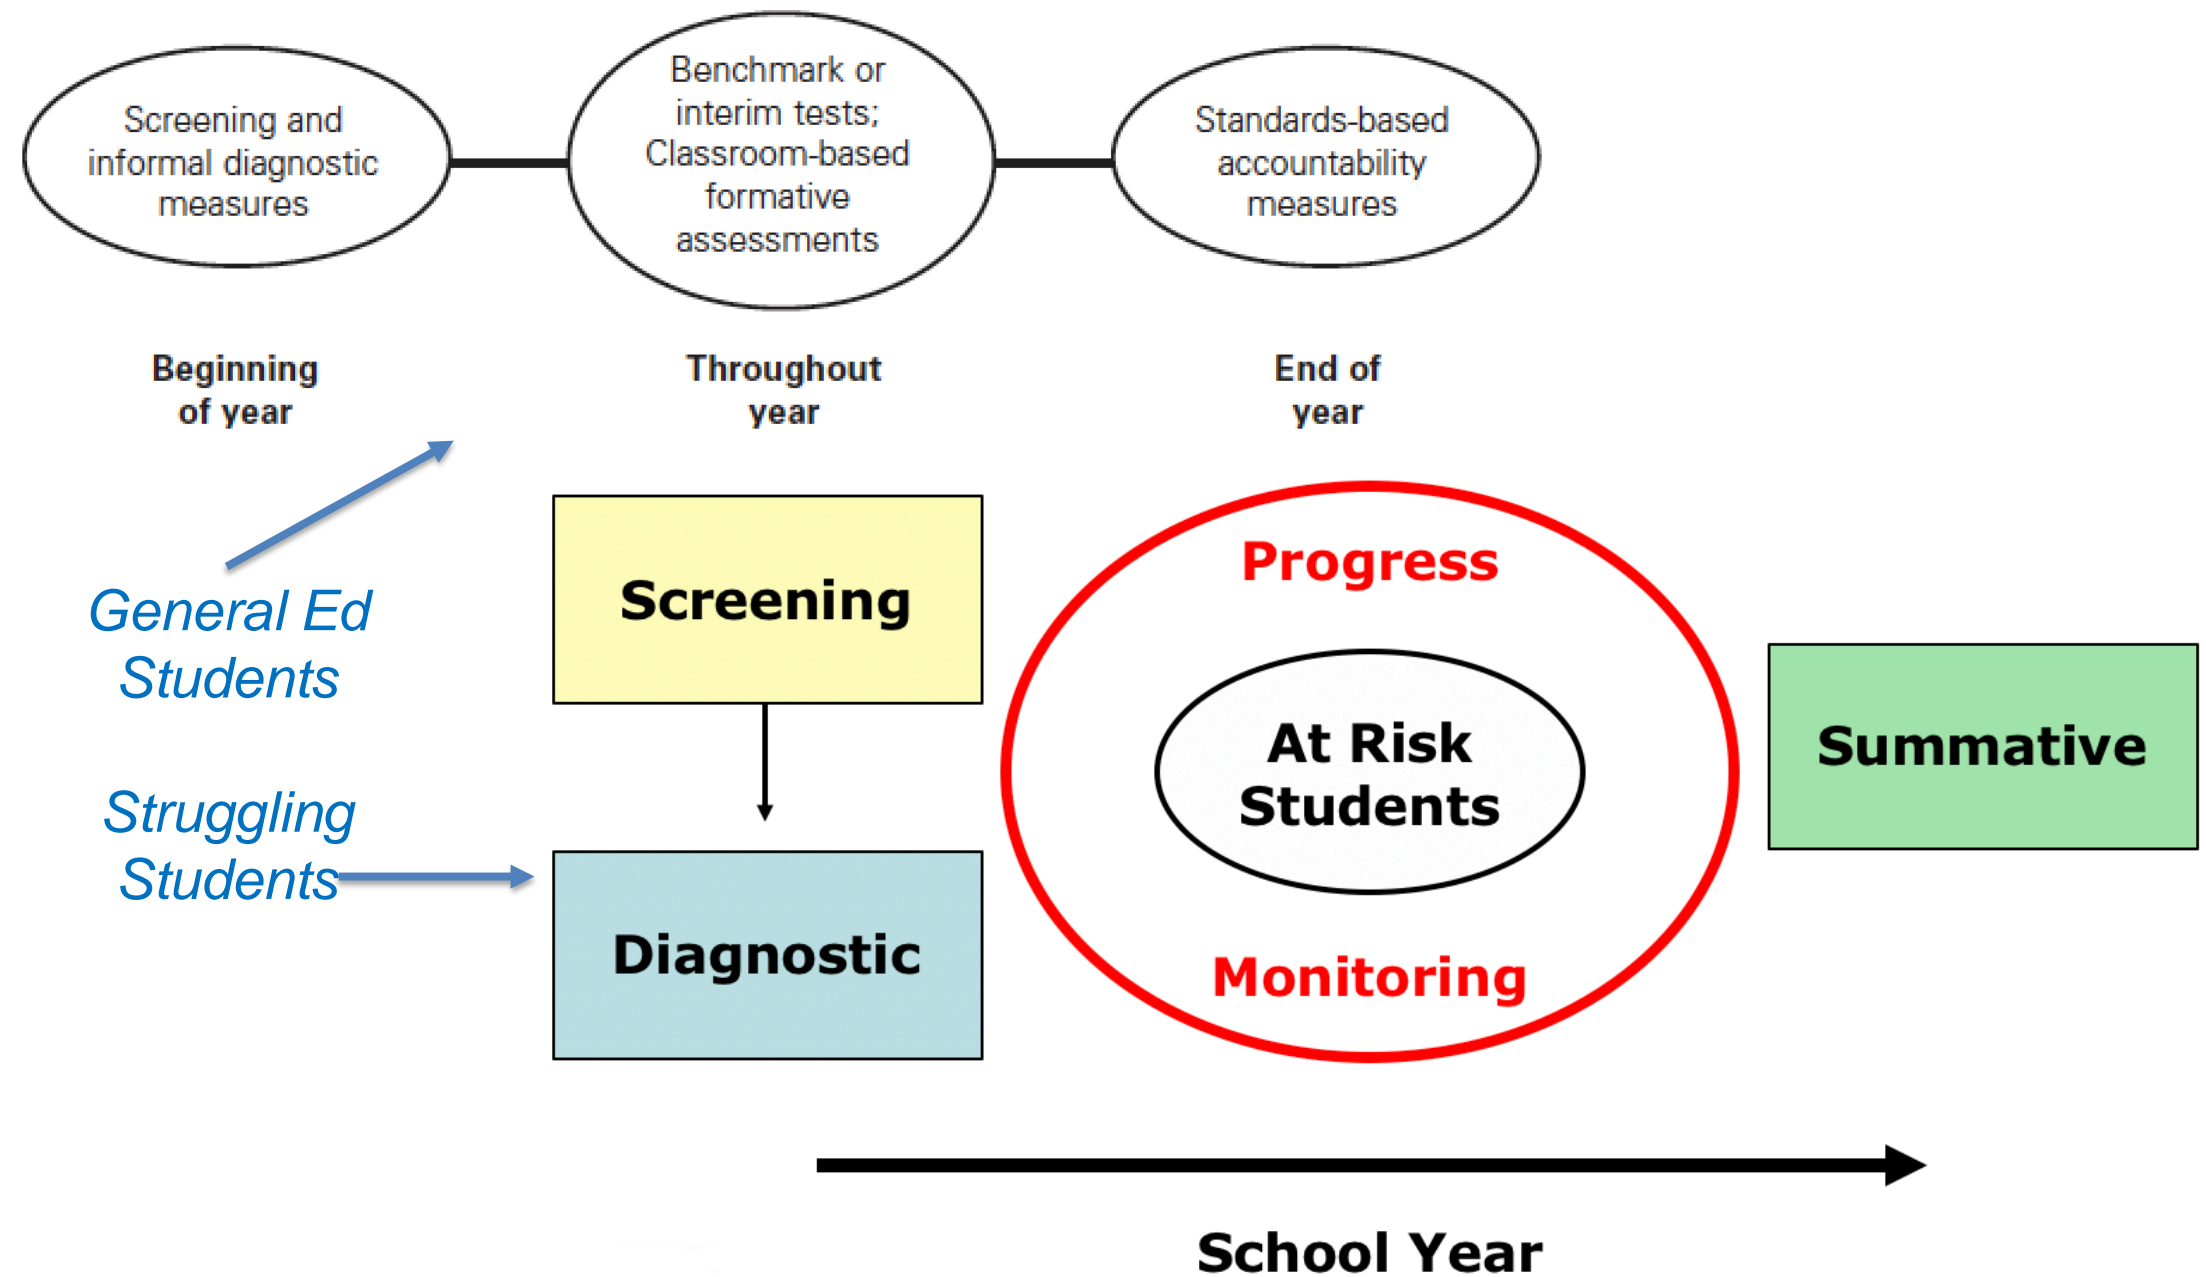 Screening and
informal diagnostic
measures
Benchmark or
interim tests;
Classroom-based
formative
assessments
Standards-based
accountability
measures
Beginning
of year
Throughout
year
End of
year
General Ed
Students
Struggling
Students
Screening
Diagnostic
Progress
At Risk
Students
Monitoring
Summative
School Year